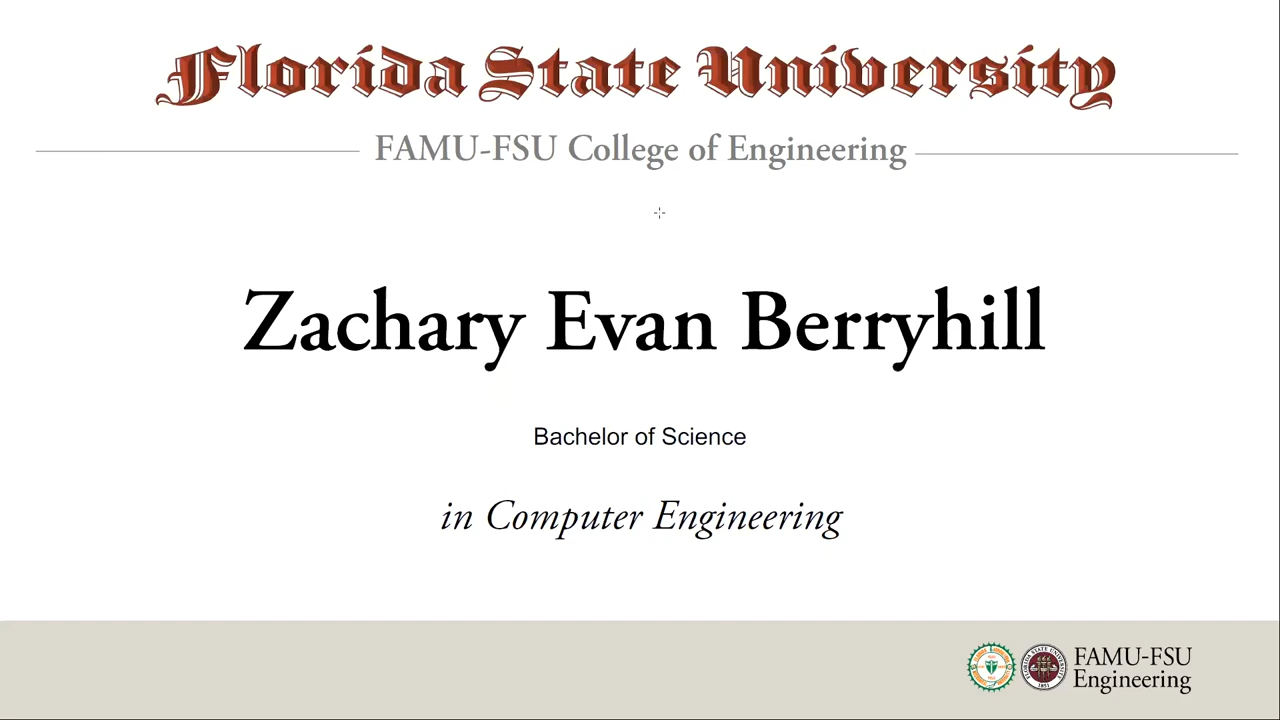 Florida State University
FAMU-FSU College of Engineering
Zachary Evan Berryhill
Bachelor of Science
in Computer Engineering
FAMU-FSU
Engineering